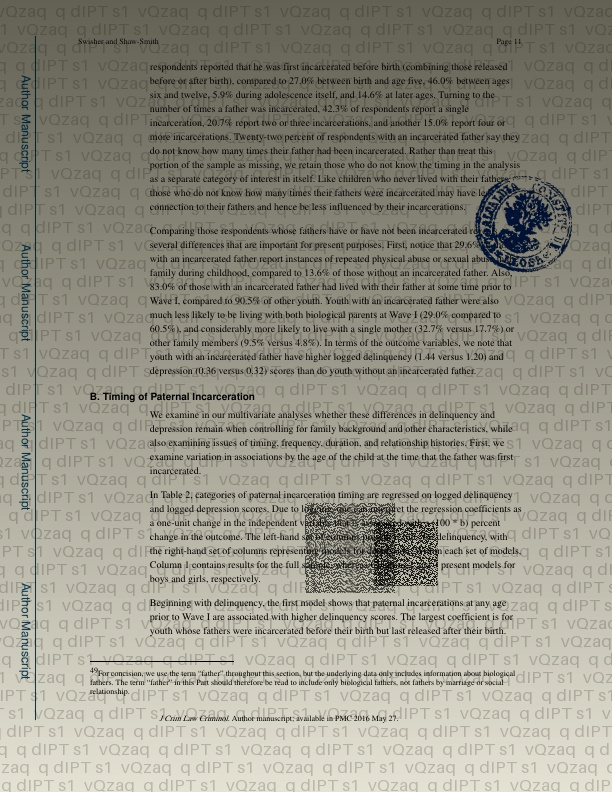 Swisher and Shaw-Smith Page 11
respondents reported that he was first incarcerated before birth (combining those released
before or after birth), compared to 27.0% between birth and age five, 46.0% between ages
six and twelve, 5.9% during adolescence itself, and 14.6% at later ages. Turning to the
number of times a father was incarcerated, 42.3% of respondents report a single
incarceration, 20.7% report two or three incarcerations, and another 15.0% report four or
more incarcerations. Twenty-two percent of respondents with an incarcerated father say they
do not know how many times their father had been incarcerated. Rather than treat this
portion of the sample as missing, we retain those who do not know the timing in the analysis
as a separate category of interest in itself. Like children who never lived with their fathers,
those who do not know how many times their fathers were incarcerated may have
connection to their fathers and hence be less influenced by their incarcerations.
Comparing those respondents whose fathers have or have not been incarcerated
several differences that are important for present purposes. First, notice that 29.6%
with an incarcerated father report instances of repeated physical abuse or sexual
family during childhood, compared to 13.6% of those without an incarcerated father. Also,
83.0% of those with an incarcerated father had lived with their father at some time prior to
Wave I, compared to 90.5% of other youth. Youth with an incarcerated father were also
much less likely to be living with both biological parents at Wave I (29.0% compared to
60.5%), and considerably more likely to live with a single mother (32.7% versus 17.7%) or
other family members (9.5% versus 4.8%). In terms of the outcome variables, we note that
youth with an incarcerated father have higher logged delinquency (1.44 versus 1.20) and
depression (0.36 versus 0.32) scores than do youth without an incarcerated father.
B. Timing of Paternal Incarceration
We examine in our multivariate analyses whether these differences in delinquency and
depression remain when controlling for family background and other characteristics, while
also examining issues of timing, frequency, duration, and relationship histories. First, we
examine variation in associations by the age of the child at the time that the father was first
incarcerated.
In Table 2, categories of paternal incarceration timing are regressed on logged delinquency
and logged depression scores. Due to the regression coefficients as
a one-unit change in the independent (100 * b) percent
change in the outcome. The left-hand delinquency, with
the right-hand set of columns representing each set of models,
Column 1 contains results for the full present models for
boys and girls, respectively.
Beginning with delinquency, the first model shows that paternal incarcerations at any age
prior to Wave I are associated with higher delinquency scores. The largest coefficient is for
youth whose fathers were incarcerated before their birth but last released after their birth.
49For concision, we use the term "father" throughout this section, but the underlying data only includes information about biological
fathers. The term "father" in this Part should therefore be read to include only biological fathers, not fathers by marriage or social
relationship.
J Crim Law Criminol. Author manuscript; available in PMC 2016 May 27.
Author Manuscript
Author Manuscript
Author Manuscript
Author Manuscript